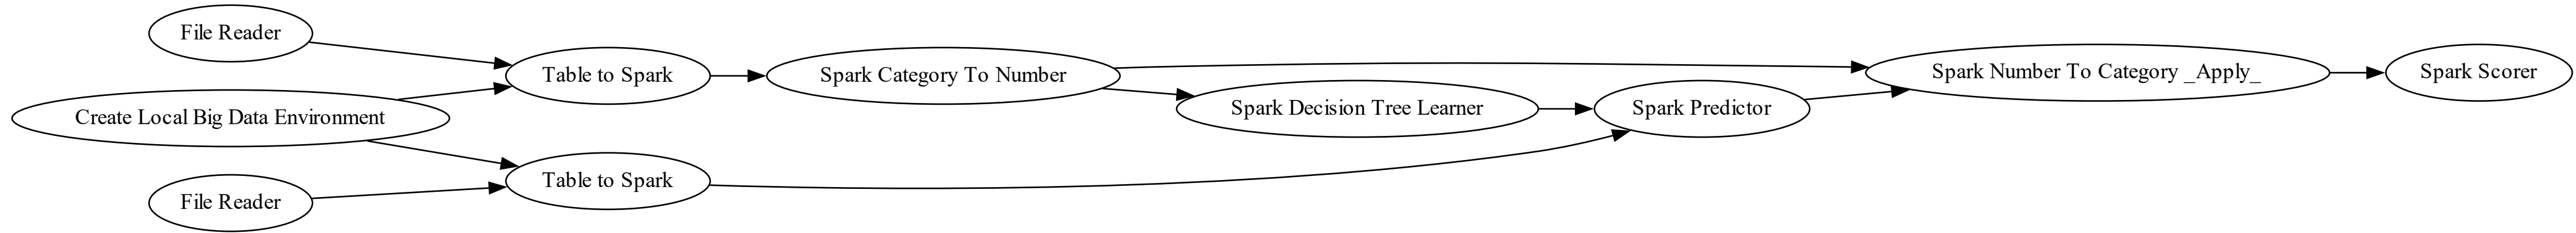 File Reader
Create Local Big Data Environment
File Reader
Table to Spark
Table to Spark
Spark Category To Number
Spark Decision Tree Learner
Spark Predictor
Spark Number To Category _Apply_
Spark Scorer